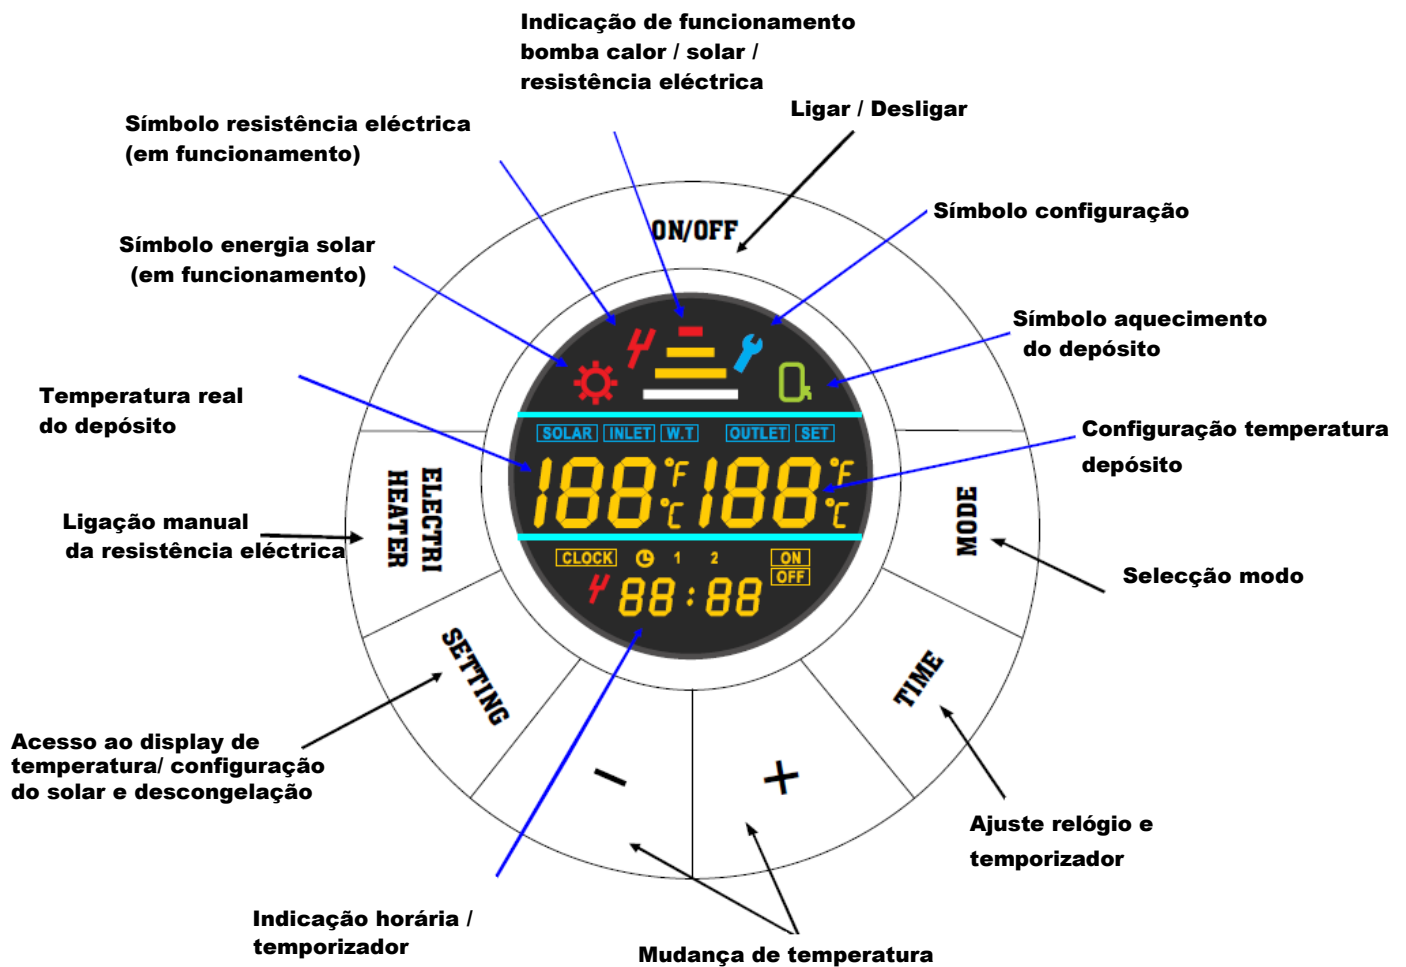 Indicação de funcionamento
bomba calor / solar /
resistência eléctrica
Ligar / Desligar
Símbolo resistência eléctrica
(em funcionamento)
Símbolo configuração
ON/OFF
Símbolo energia solar
(em funcionamento)
Símbolo aquecimento
do depósito
Temperatura real
do depósito
SOLAR INLET W.T OUTLET SET
Configuração temperatura
depósito
188 °F °C 188 °F °C
ELECTRI
HEATER
MODE
Ligação manual
da resistência eléctrica
CLOCK 1 2 ON
OFF
88:88
Selecção modo
SETTING
TIME
Acesso ao display de
temperatura/ configuração
do solar e descongelação
- +
Ajuste relógio e
temporizador
Indicação horária /
temporizador
Mudança de temperatura